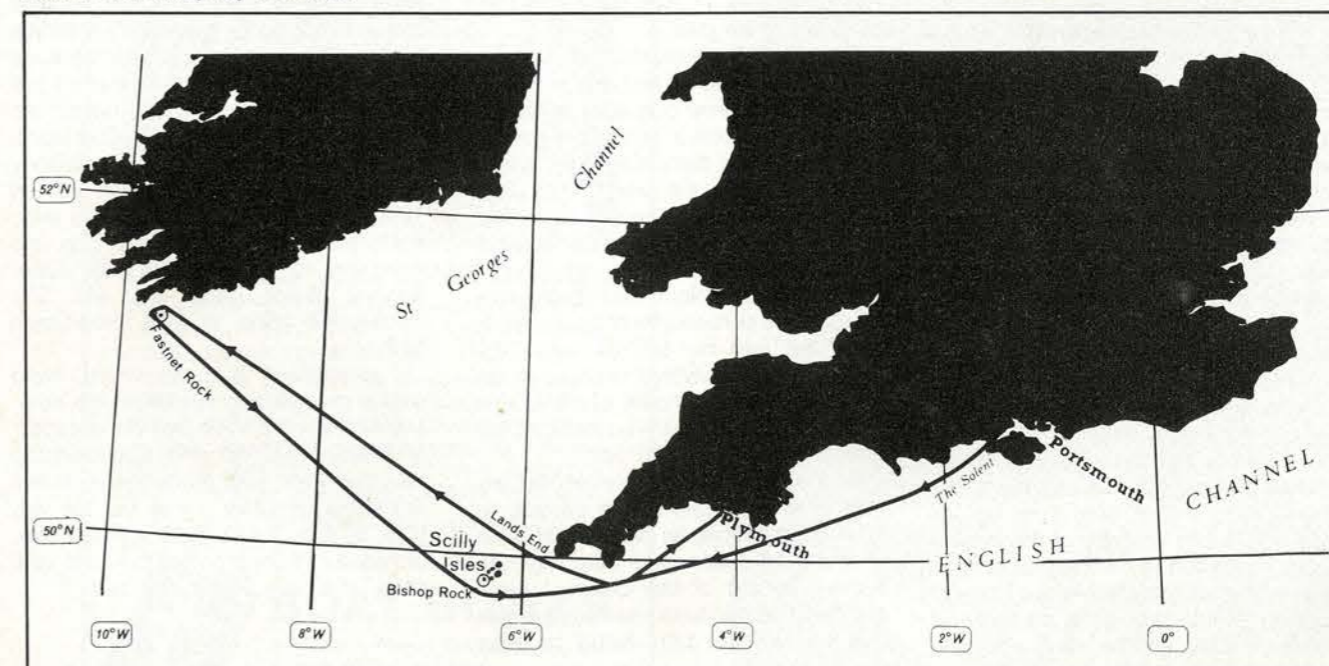 Channel
St Georges
52°N
Fastnet Rock
Portsmouth
The Solent
CHANNEL
ENGLISH
Plymouth
Lands End
50°N
Scilly
Isles
Bishop Rock
10°W
8°W
6°W
4°W
2°W
0°